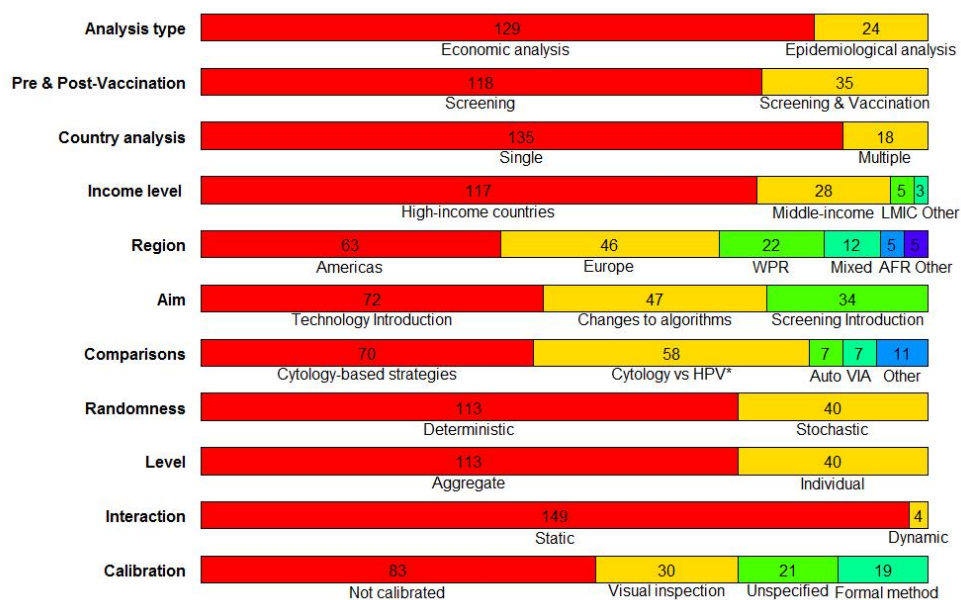 Analysis type 129 24
Economic analysis Epidemiological analysis
Pre & Post-Vaccination 118 35
Screening Screening & Vaccination
Country analysis 135 18
Single Multiple
Income level 117 28 5 3
High-income countries Middle-income LMIC Other
Region 63 46 22 12 5 5
Americas Europe WPR Mixed AFR Other
Aim 72 47 34
Technology Introduction Changes to algorithms Screening Introduction
Comparisons 70 58 7 7 11
Cytology-based strategies Cytology vs HPV* Auto VIA Other
Randomness 113 40
Deterministic Stochastic
Level 113 40
Aggregate Individual
Interaction 149 4
Static Dynamic
Calibration 83 30 21 19
Not calibrated Visual inspection Unspecified Formal method